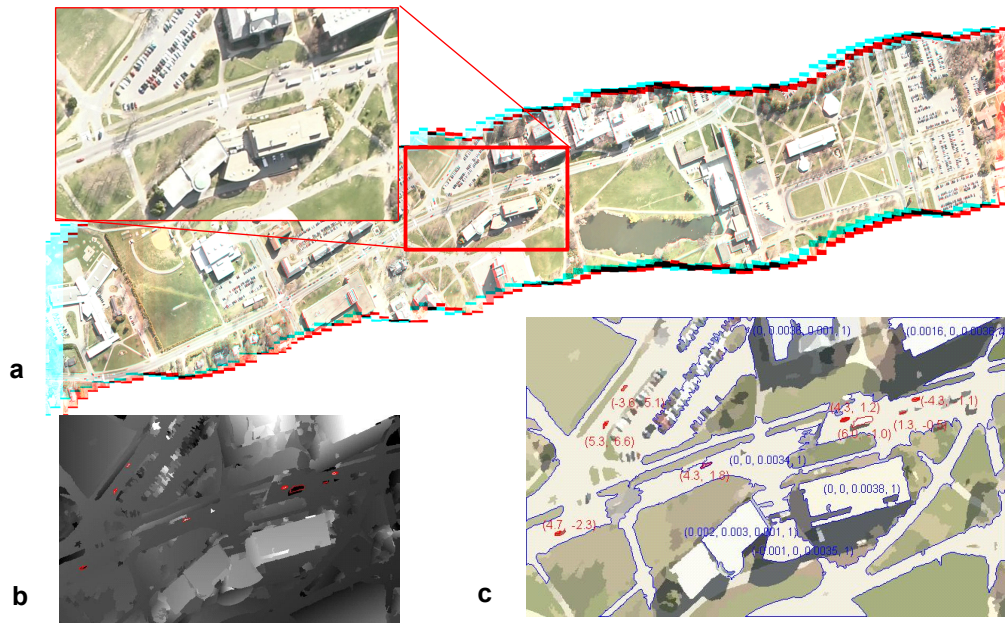 a
(0, 0.0036, 0.001, 1)
(0.0016, 0, 0.0036,
(-3.6, -5.1)
(4.3, 1.2)
(-4.3, -1.1)
(5.3, 6.6)
(6.0, -1.0)
(1.3, -0.5)
(0, 0, 0.0034, 1)
(4.3, 1.8)
(0, 0, 0.0038, 1)
(4.7, -2.3)
(0.002, 0.003, 0.001, 1)
(-0.001, 0, 0.0035, 1)
b
c